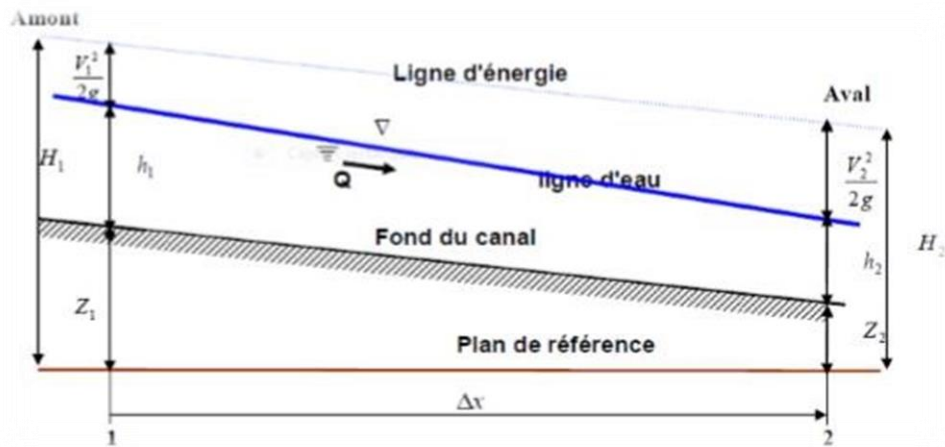 Amont
V₁²
2g
Ligne d'énergie
Aval
∇
H₁
h₁
Q
ligne d'eau
V₂²
2g
Fond du canal
H₂
h₂
Z₁
Z₂
Plan de référence
Δx
1
2